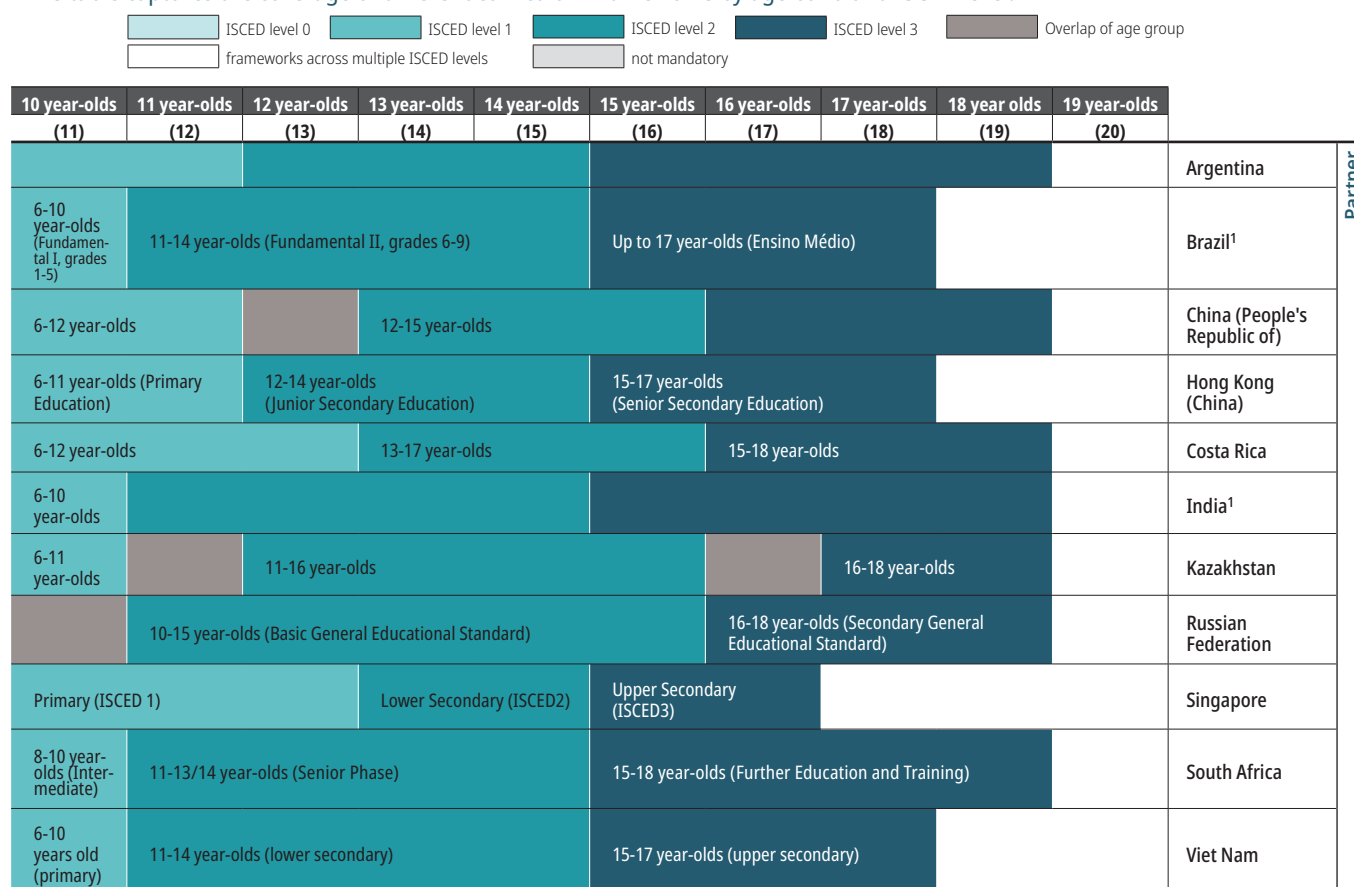 ISCED level 0
ISCED level 1
ISCED level 2
ISCED level 3
Overlap of age group
frameworks across multiple ISCED levels
not mandatory
10 year-olds 11 year-olds 12 year-olds 13 year-olds 14 year-olds 15 year-olds 16 year-olds 17 year-olds 18 year olds 19 year-olds
(11) (12) (13) (14) (15) (16) (17) (18) (19) (20)
Partner
Argentina
6-10
year-olds
(Fundamen-
tal I, grades
1-5)
11-14 year-olds (Fundamental II, grades 6-9)
Up to 17 year-olds (Ensino Médio)
Brazil¹
6-12 year-olds
12-15 year-olds
China (People's
Republic of)
6-11 year-olds (Primary
Education)
12-14 year-olds
(Junior Secondary Education)
15-17 year-olds
(Senior Secondary Education)
Hong Kong
(China)
6-12 year-olds
13-17 year-olds
15-18 year-olds
Costa Rica
6-10
year-olds
India¹
6-11
year-olds
11-16 year-olds
16-18 year-olds
Kazakhstan
10-15 year-olds (Basic General Educational Standard)
16-18 year-olds (Secondary General
Educational Standard)
Russian
Federation
Primary (ISCED 1)
Lower Secondary (ISCED2)
Upper Secondary
(ISCED3)
Singapore
8-10 year-
olds (Inter-
mediate)
11-13/14 year-olds (Senior Phase)
15-18 year-olds (Further Education and Training)
South Africa
6-10
years old
(primary)
11-14 year-olds (lower secondary)
15-17 year-olds (upper secondary)
Viet Nam